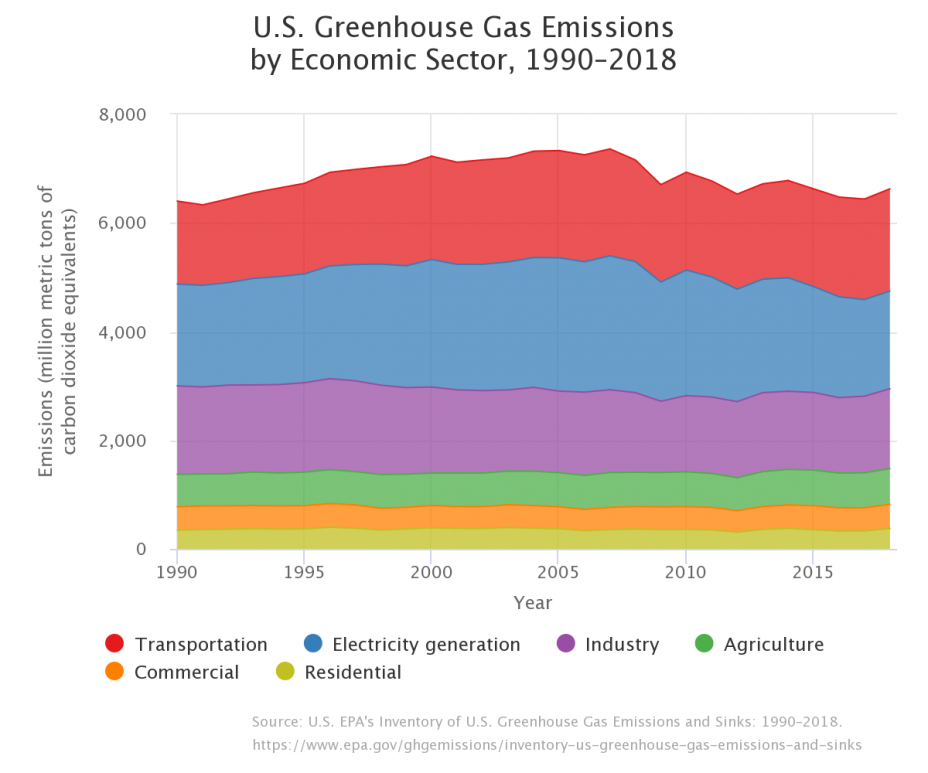 U.S. Greenhouse Gas Emissions
by Economic Sector, 1990–2018
Emissions (million metric tons of
carbon dioxide equivalents)
8,000
6,000
4,000
2,000
0
1990 1995 2000 2005 2010 2015
Year
Transportation Electricity generation Industry Agriculture
Commercial Residential
Source: U.S. EPA's Inventory of U.S. Greenhouse Gas Emissions and Sinks: 1990–2018.
https://www.epa.gov/ghgemissions/inventory-us-greenhouse-gas-emissions-and-sinks